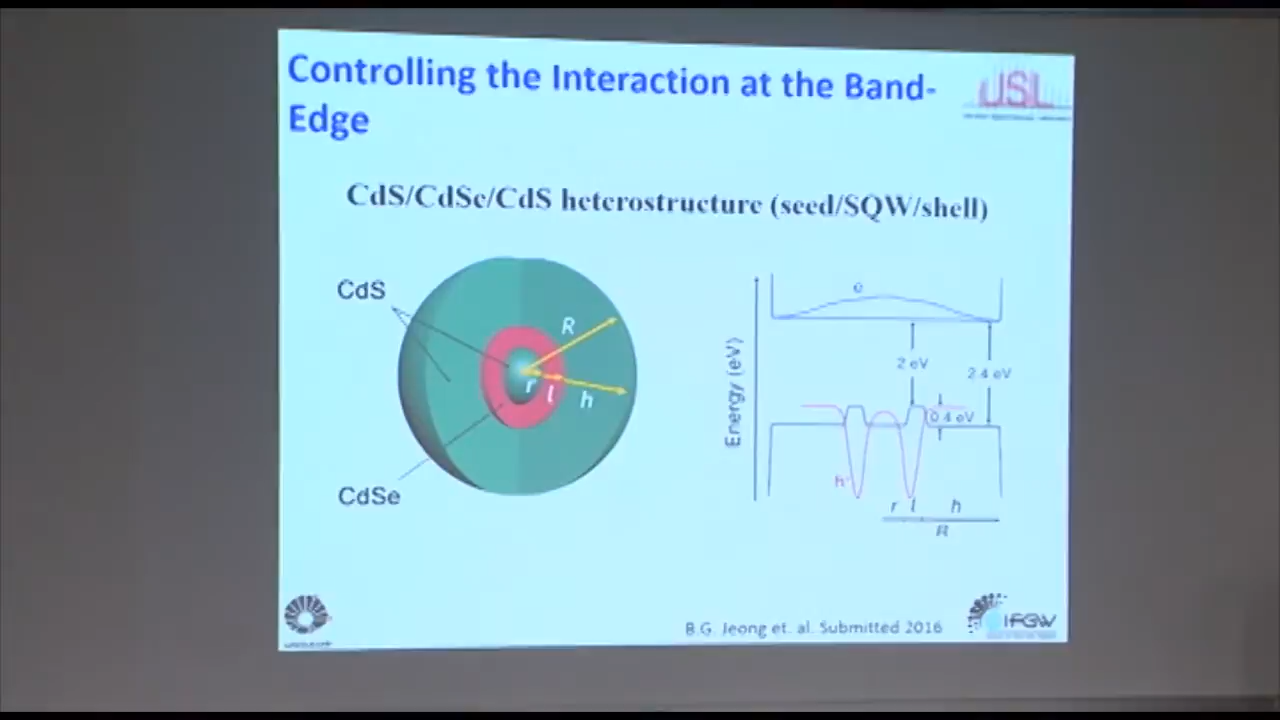 Controlling the Interaction at the Band-
Edge
USL
CdS/CdSe/CdS heterostructure (seed/SQW/shell)
CdS
R
r
l
h
CdSe
Energy (eV)
e
2 eV
2.4 eV
0.4 eV
h
r l h
R
B.G. Jeong et. al. Submitted 2016
IFGW